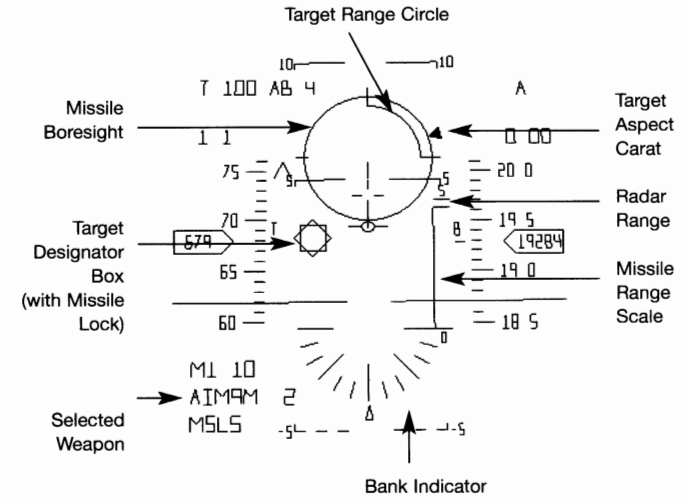 Target Range Circle
10 10
T 100 AB 4 A
Missile
Boresight
Target
Aspect
Carat
1 1 0 00
75 5 5 20 0
5
Radar
Range
70 19 5
T B
679 19284
Target
Designator
Box
(with Missile
Lock)
65 19 0
Missile
Range
Scale
60 18 5
0
M1 10
AIM9M 2
MSLS
Selected
Weapon
-5 -5
Bank Indicator